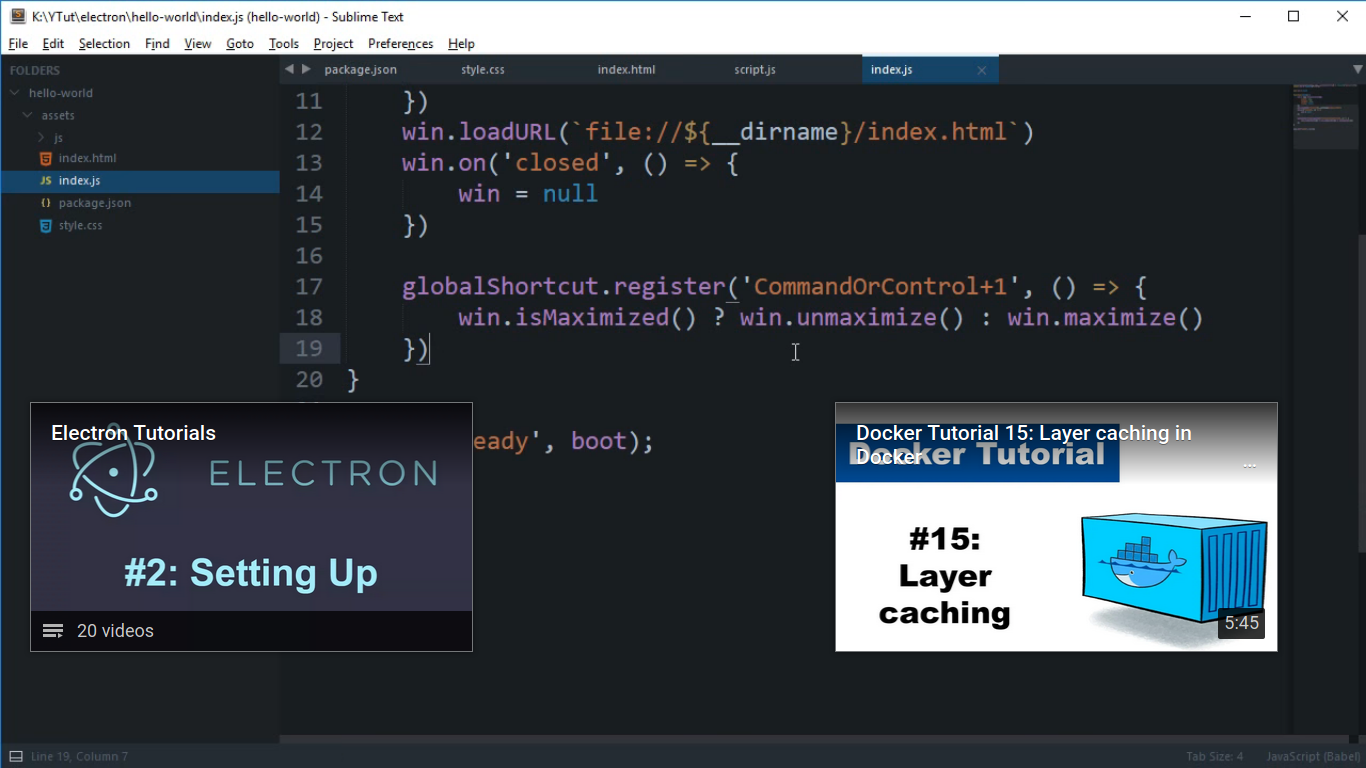 K:\YTut\electron\hello-world\index.js (hello-world) - Sublime Text
File Edit Selection Find View Goto Tools Project Preferences Help
FOLDERS
hello-world
assets
js
index.html
JS index.js
package.json
style.css
package.json style.css index.html script.js index.js
11 })
12 win.loadURL(`file://${__dirname}/index.html`)
13 win.on('closed', () => {
14 win = null
15 })
16
17 globalShortcut.register('CommandOrControl+1', () => {
18 win.isMaximized() ? win.unmaximize() : win.maximize()
19 })
20 }
eady', boot);
Electron Tutorials
ELECTRON
#2: Setting Up
20 videos
Docker Tutorial 15: Layer caching in
Docker
...
Docker Tutorial
#15:
Layer
caching
5:45
Line 19, Column 7
Tab Size: 4
JavaScript (Babel)